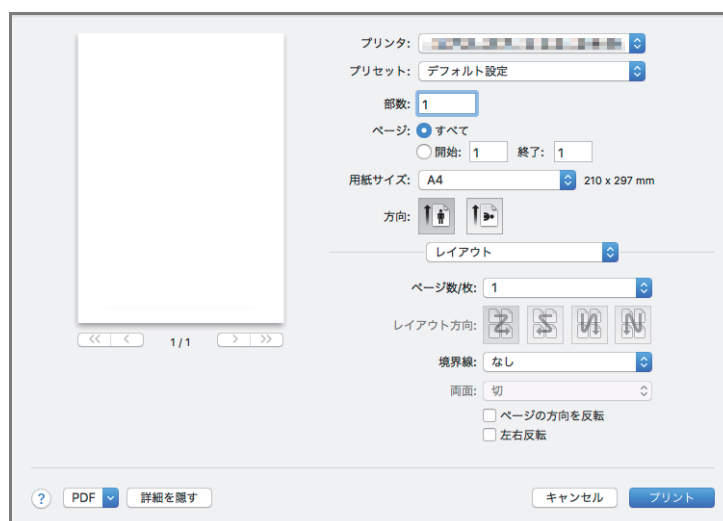 プリンタ:
プリセット: デフォルト設定
部数: 1
ページ: すべて
開始: 1 終了: 1
用紙サイズ: A4 210 x 297 mm
方向:
レイアウト
ページ数/枚: 1
レイアウト方向:
境界線: なし
両面: 切
ページの方向を反転
左右反転
<< < 1 / 1 > >>
? PDF 詳細を隠す キャンセル プリント